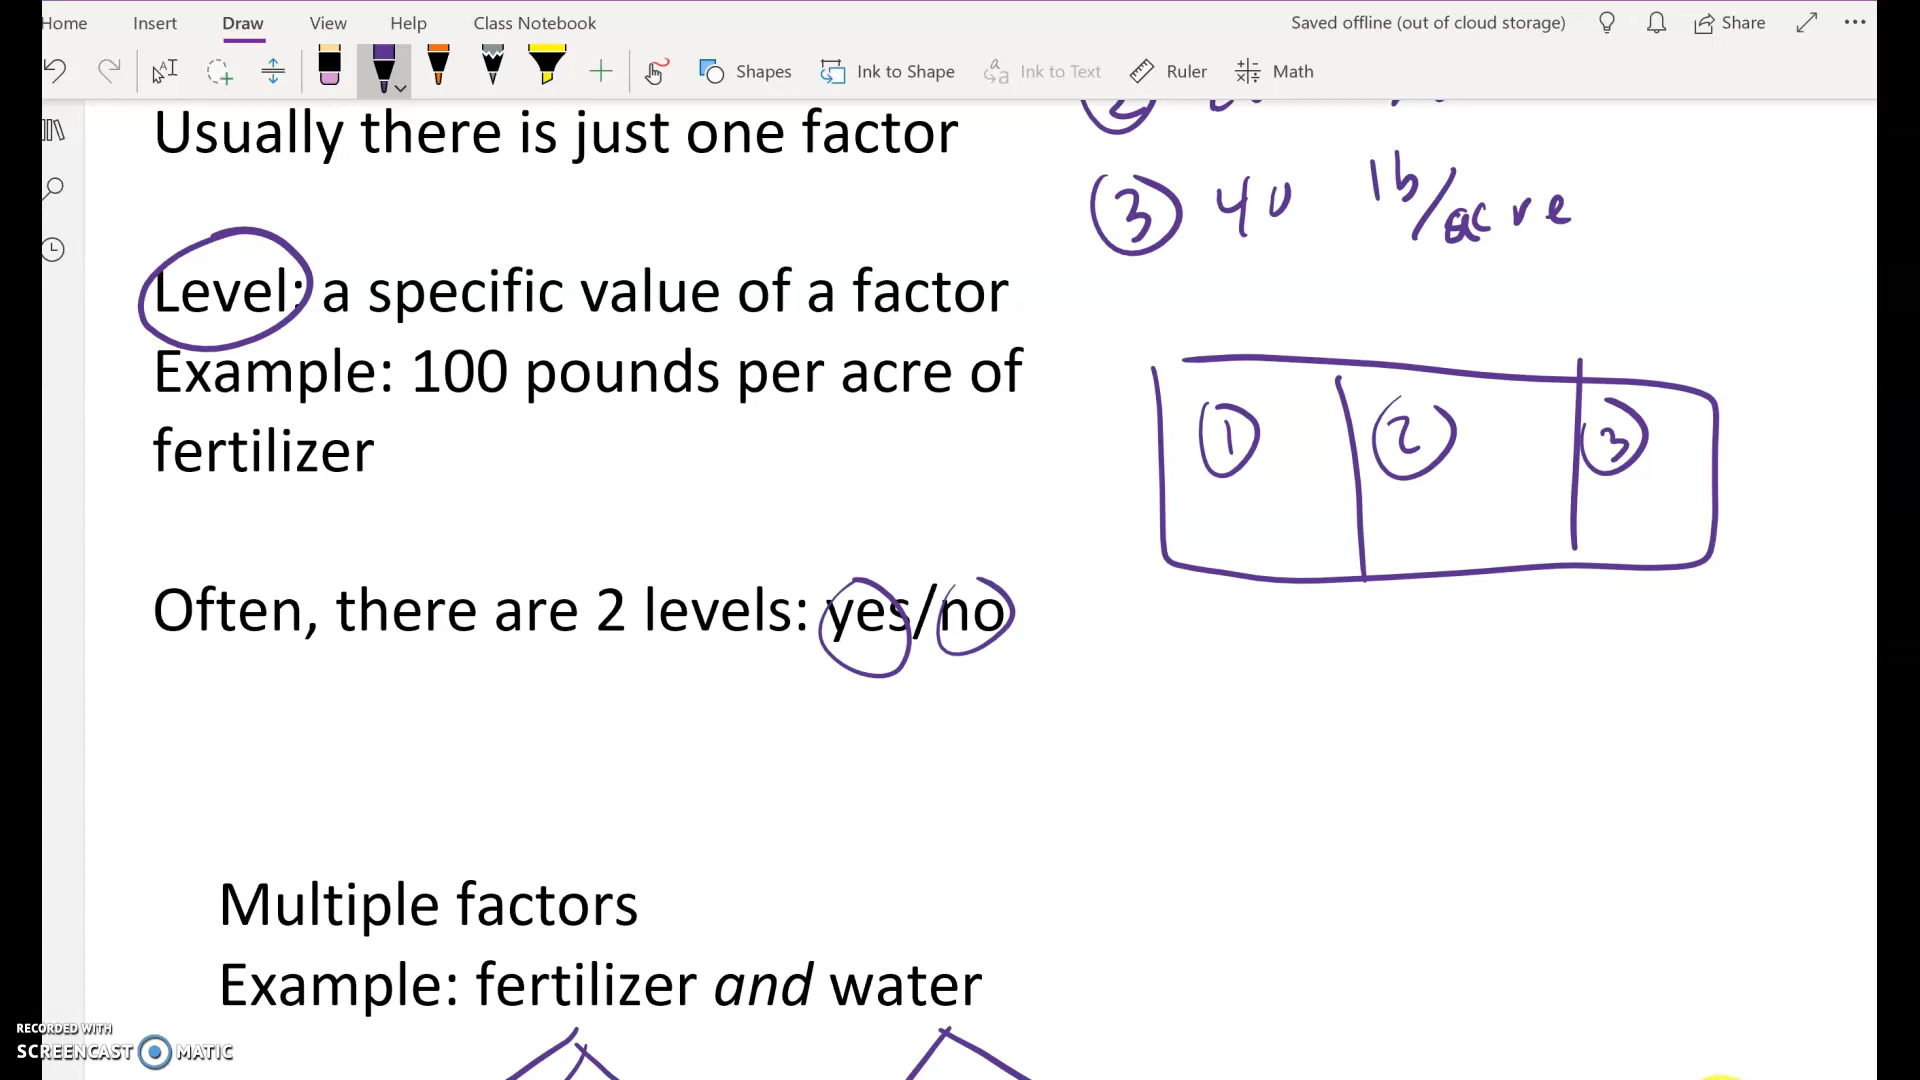 Home Insert Draw View Help Class Notebook Saved offline (out of cloud storage) Share
Shapes Ink to Shape Ink to Text Ruler Math
Usually there is just one factor
2
3 40 lb/acre
Level: a specific value of a factor
Example: 100 pounds per acre of
fertilizer
1 2 3
Often, there are 2 levels: yes/no
Multiple factors
Example: fertilizer and water
RECORDED WITH
SCREENCAST MATIC